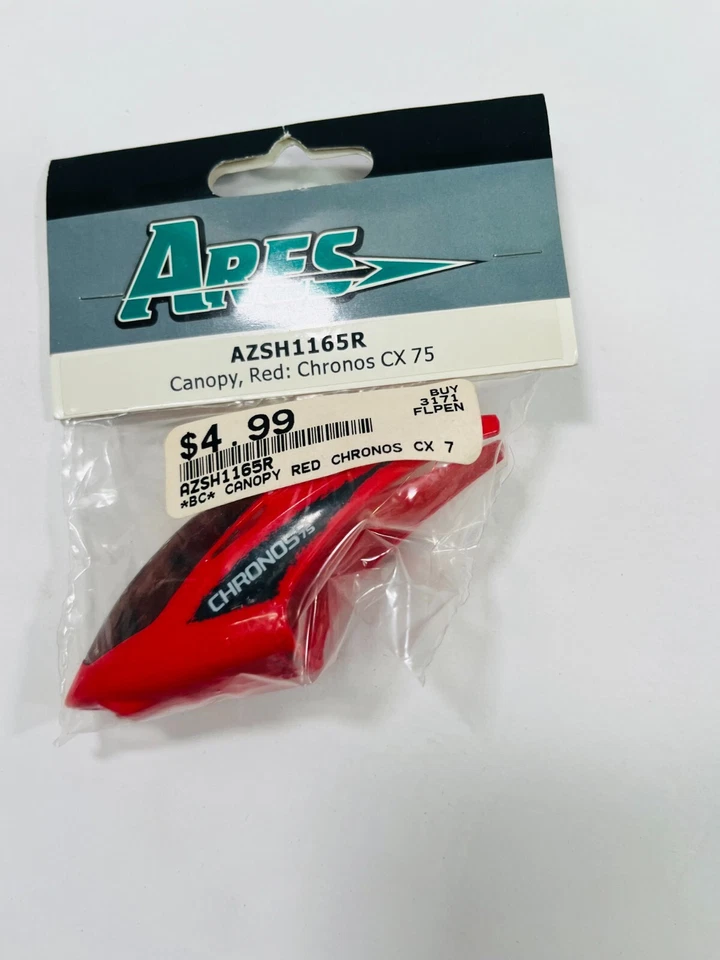 ARES
AZSH1165R
Canopy, Red: Chronos CX 75
BUY
3171
FLPEN
$4.99
AZSH1165R
*BC* CANOPY RED CHRONOS CX 7
CHRONOS75